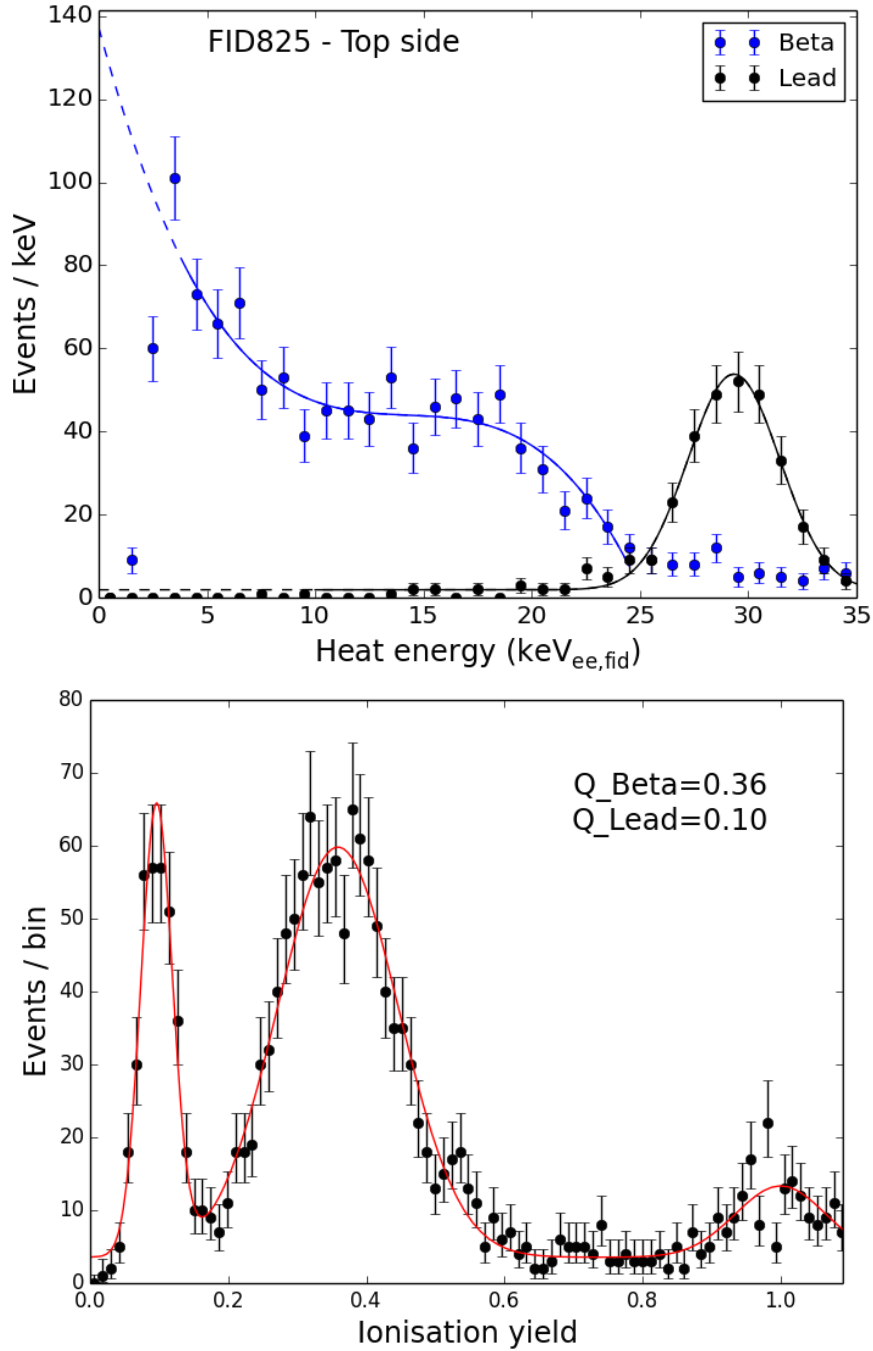 FID825 - Top side
Beta
Lead
140
120
100
80
60
40
20
0
Events / keV
0 5 10 15 20 25 30 35
Heat energy (keVee,fid)
80
70
60
50
40
30
20
10
0
Events / bin
Q_Beta=0.36
Q_Lead=0.10
0.0 0.2 0.4 0.6 0.8 1.0
Ionisation yield